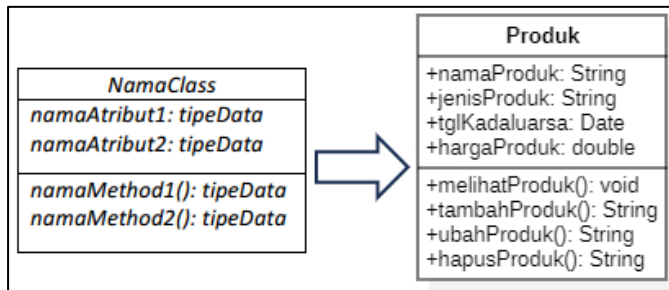 NamaClass
namaAtribut1: tipeData
namaAtribut2: tipeData
namaMethod1(): tipeData
namaMethod2(): tipeData
Produk
+namaProduk: String
+jenisProduk: String
+tglKadaluarsa: Date
+hargaProduk: double
+melihatProduk(): void
+tambahProduk(): String
+ubahProduk(): String
+hapusProduk(): String